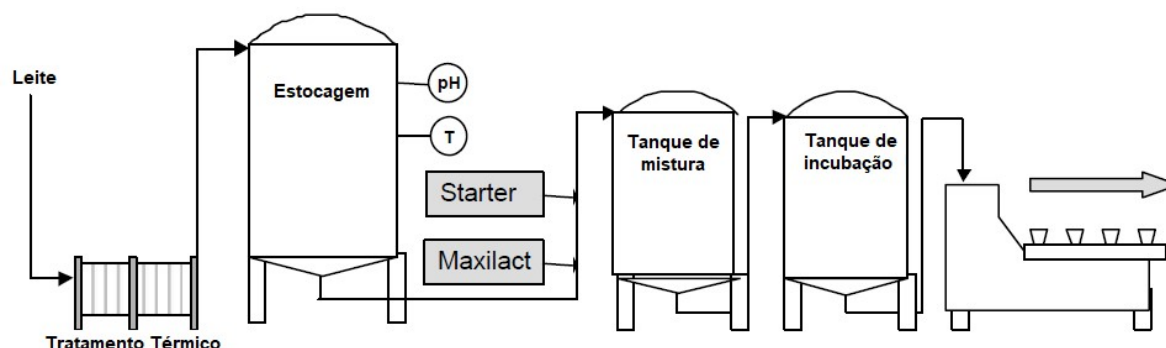 Leite
Estocagem
pH
T
Starter
Maxilact
Tanque de
mistura
Tanque de
incubação
Tratamento Térmico